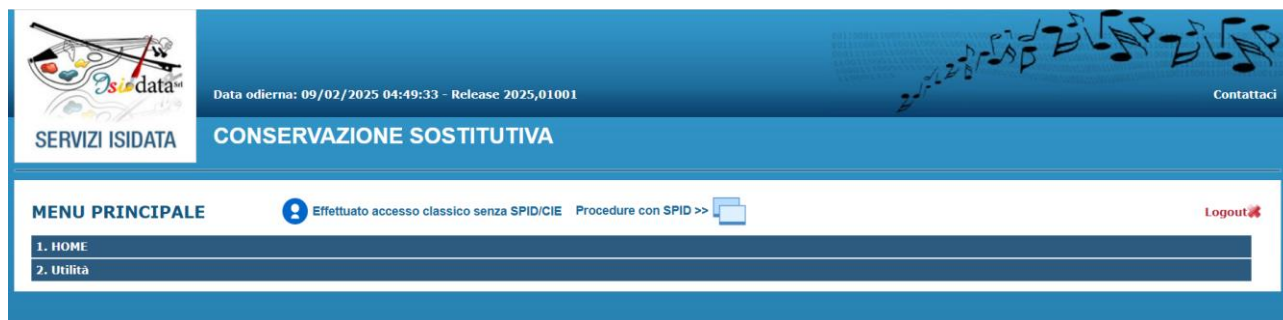 Isidata srl
Data odierna: 09/02/2025 04:49:33 - Release 2025,01001
Contattaci
SERVIZI ISIDATA
CONSERVAZIONE SOSTITUTIVA
MENU PRINCIPALE
Effettuato accesso classico senza SPID/CIE
Procedure con SPID >>
Logout
1. HOME
2. Utilità